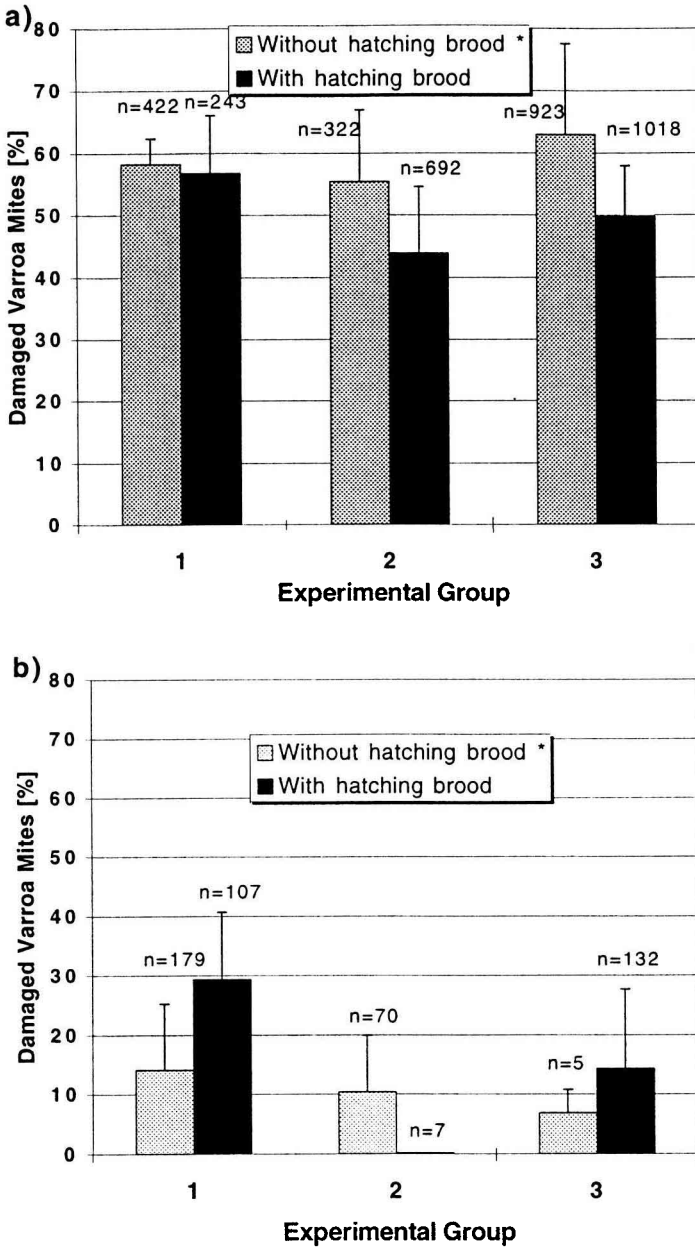 a)
80
70
60
50
40
30
20
10
0
Damaged Varroa Mites [%]
Without hatching brood *
With hatching brood
n=422 n=243
n=322
n=692
n=923
n=1018
1 2 3
Experimental Group
b)
80
70
60
50
40
30
20
10
0
Damaged Varroa Mites [%]
Without hatching brood *
With hatching brood
n=179
n=107
n=70
n=7
n=5
n=132
1 2 3
Experimental Group